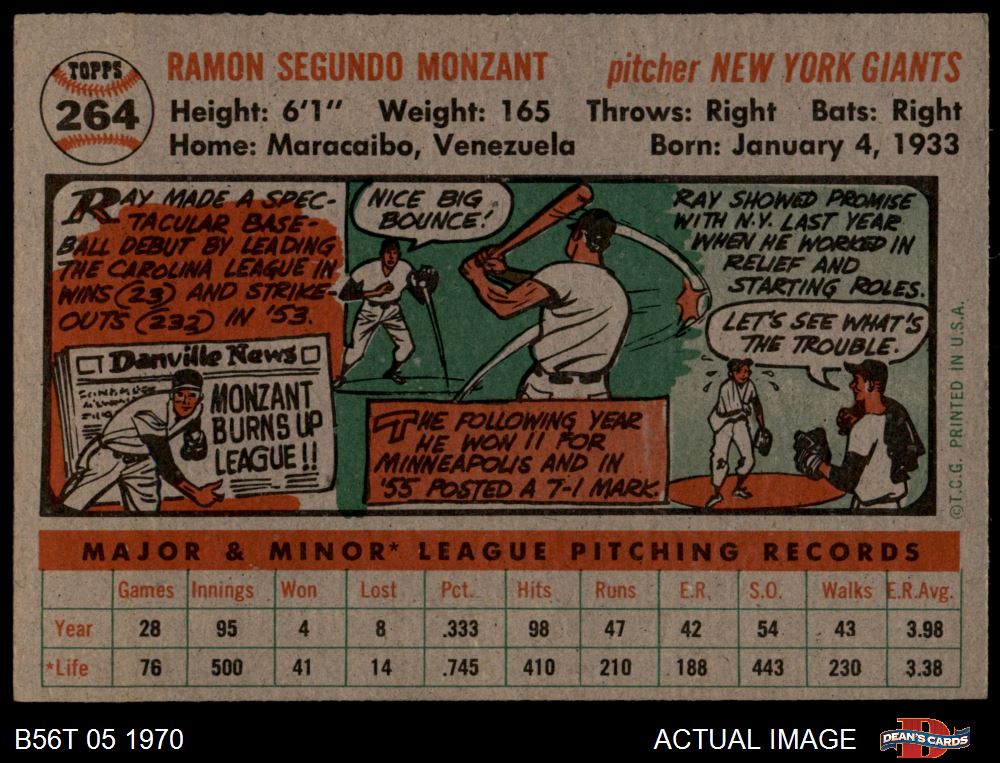 TOPPS
264
RAMON SEGUNDO MONZANT
pitcher NEW YORK GIANTS
Height: 6'1" Weight: 165 Throws: Right Bats: Right
Home: Maracaibo, Venezuela Born: January 4, 1933
RAY MADE A SPEC-
TACULAR BASE-
BALL DEBUT BY LEADING
THE CAROLINA LEAGUE IN
WINS (23) AND STRIKE-
OUTS (232) IN '53.
Danville News
MONZANT
BURNS UP
LEAGUE!!
NICE BIG
BOUNCE!
THE FOLLOWING YEAR
HE WON 11 FOR
MINNEAPOLIS AND IN
'55 POSTED A 7-1 MARK.
RAY SHOWED PROMISE
WITH N.Y. LAST YEAR
WHEN HE WORKED IN
RELIEF AND
STARTING ROLES.
LET'S SEE WHAT'S
THE TROUBLE.
©T.C.G. PRINTED IN U.S.A.
MAJOR & MINOR* LEAGUE PITCHING RECORDS
Games Innings Won Lost Pct. Hits Runs E.R. S.O. Walks E.R.Avg.
Year 28 95 4 8 .333 98 47 42 54 43 3.98
*Life 76 500 41 14 .745 410 210 188 443 230 3.38
B56T 05 1970
ACTUAL IMAGE
D
DEAN'S CARDS